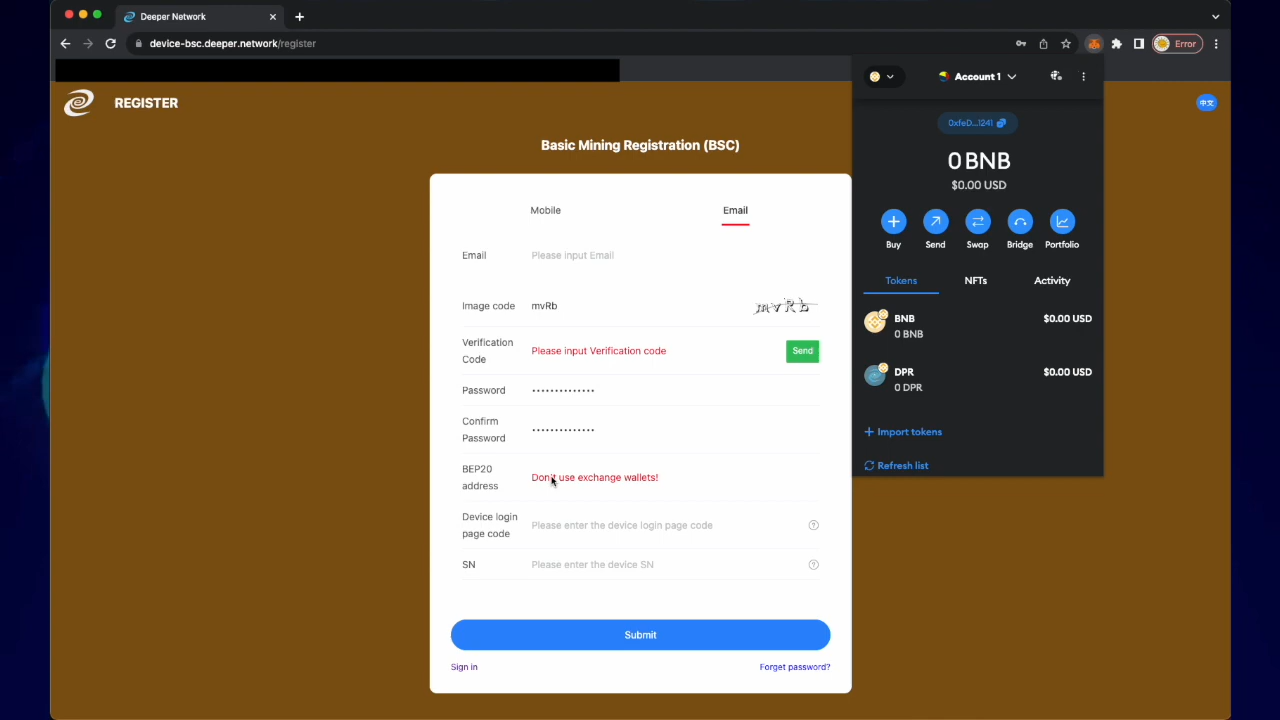 Deeper Network
device-bsc.deeper.network/register
Error
REGISTER
中文
Basic Mining Registration (BSC)
Mobile
Email
Email
Please input Email
Image code
mvRb
mvRb
Verification
Code
Please input Verification code
Send
Password
Confirm
Password
BEP20
address
Don't use exchange wallets!
Device login
page code
Please enter the device login page code
?
SN
Please enter the device SN
?
Submit
Sign in
Forget password?
Account 1
0xfeD...1241
0 BNB
$0.00 USD
Buy
Send
Swap
Bridge
Portfolio
Tokens
NFTs
Activity
BNB
$0.00 USD
0 BNB
DPR
$0.00 USD
0 DPR
+ Import tokens
Refresh list